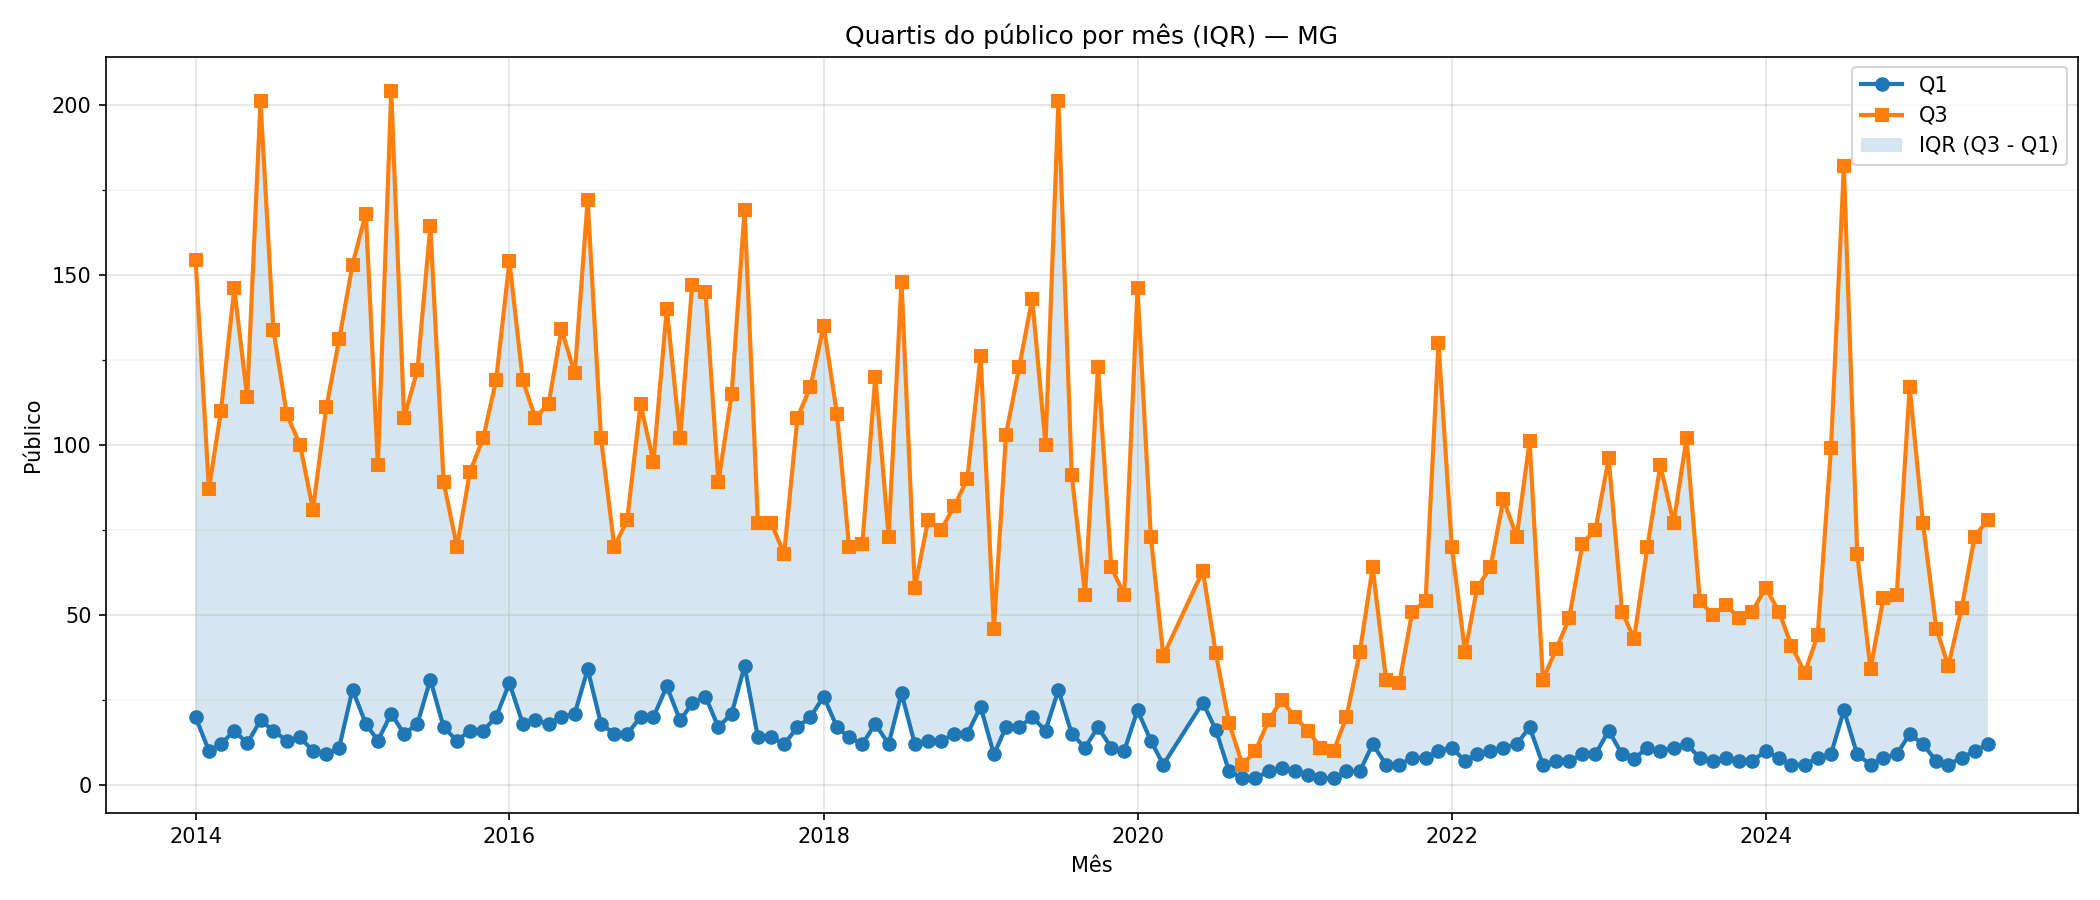 Quartis do público por mês (IQR) — MG
Q1
Q3
IQR (Q3 - Q1)
Público
200
150
100
50
0
2014
2016
2018
2020
2022
2024
Mês